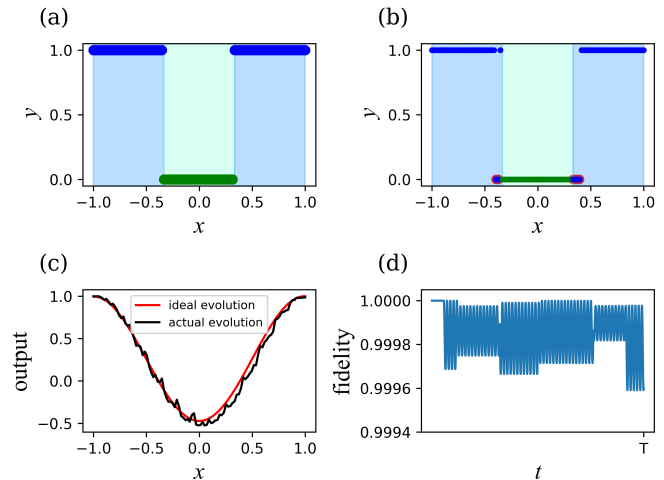 (a)
1.0
0.5
0.0
y
−1.0 −0.5 0.0 0.5 1.0
x
(b)
1.0
0.5
0.0
y
−1.0 −0.5 0.0 0.5 1.0
x
(c)
1.0
0.5
0.0
−0.5
output
ideal evolution
actual evolution
−1.0 −0.5 0.0 0.5 1.0
x
(d)
1.0000
0.9998
0.9996
0.9994
fidelity
T
t